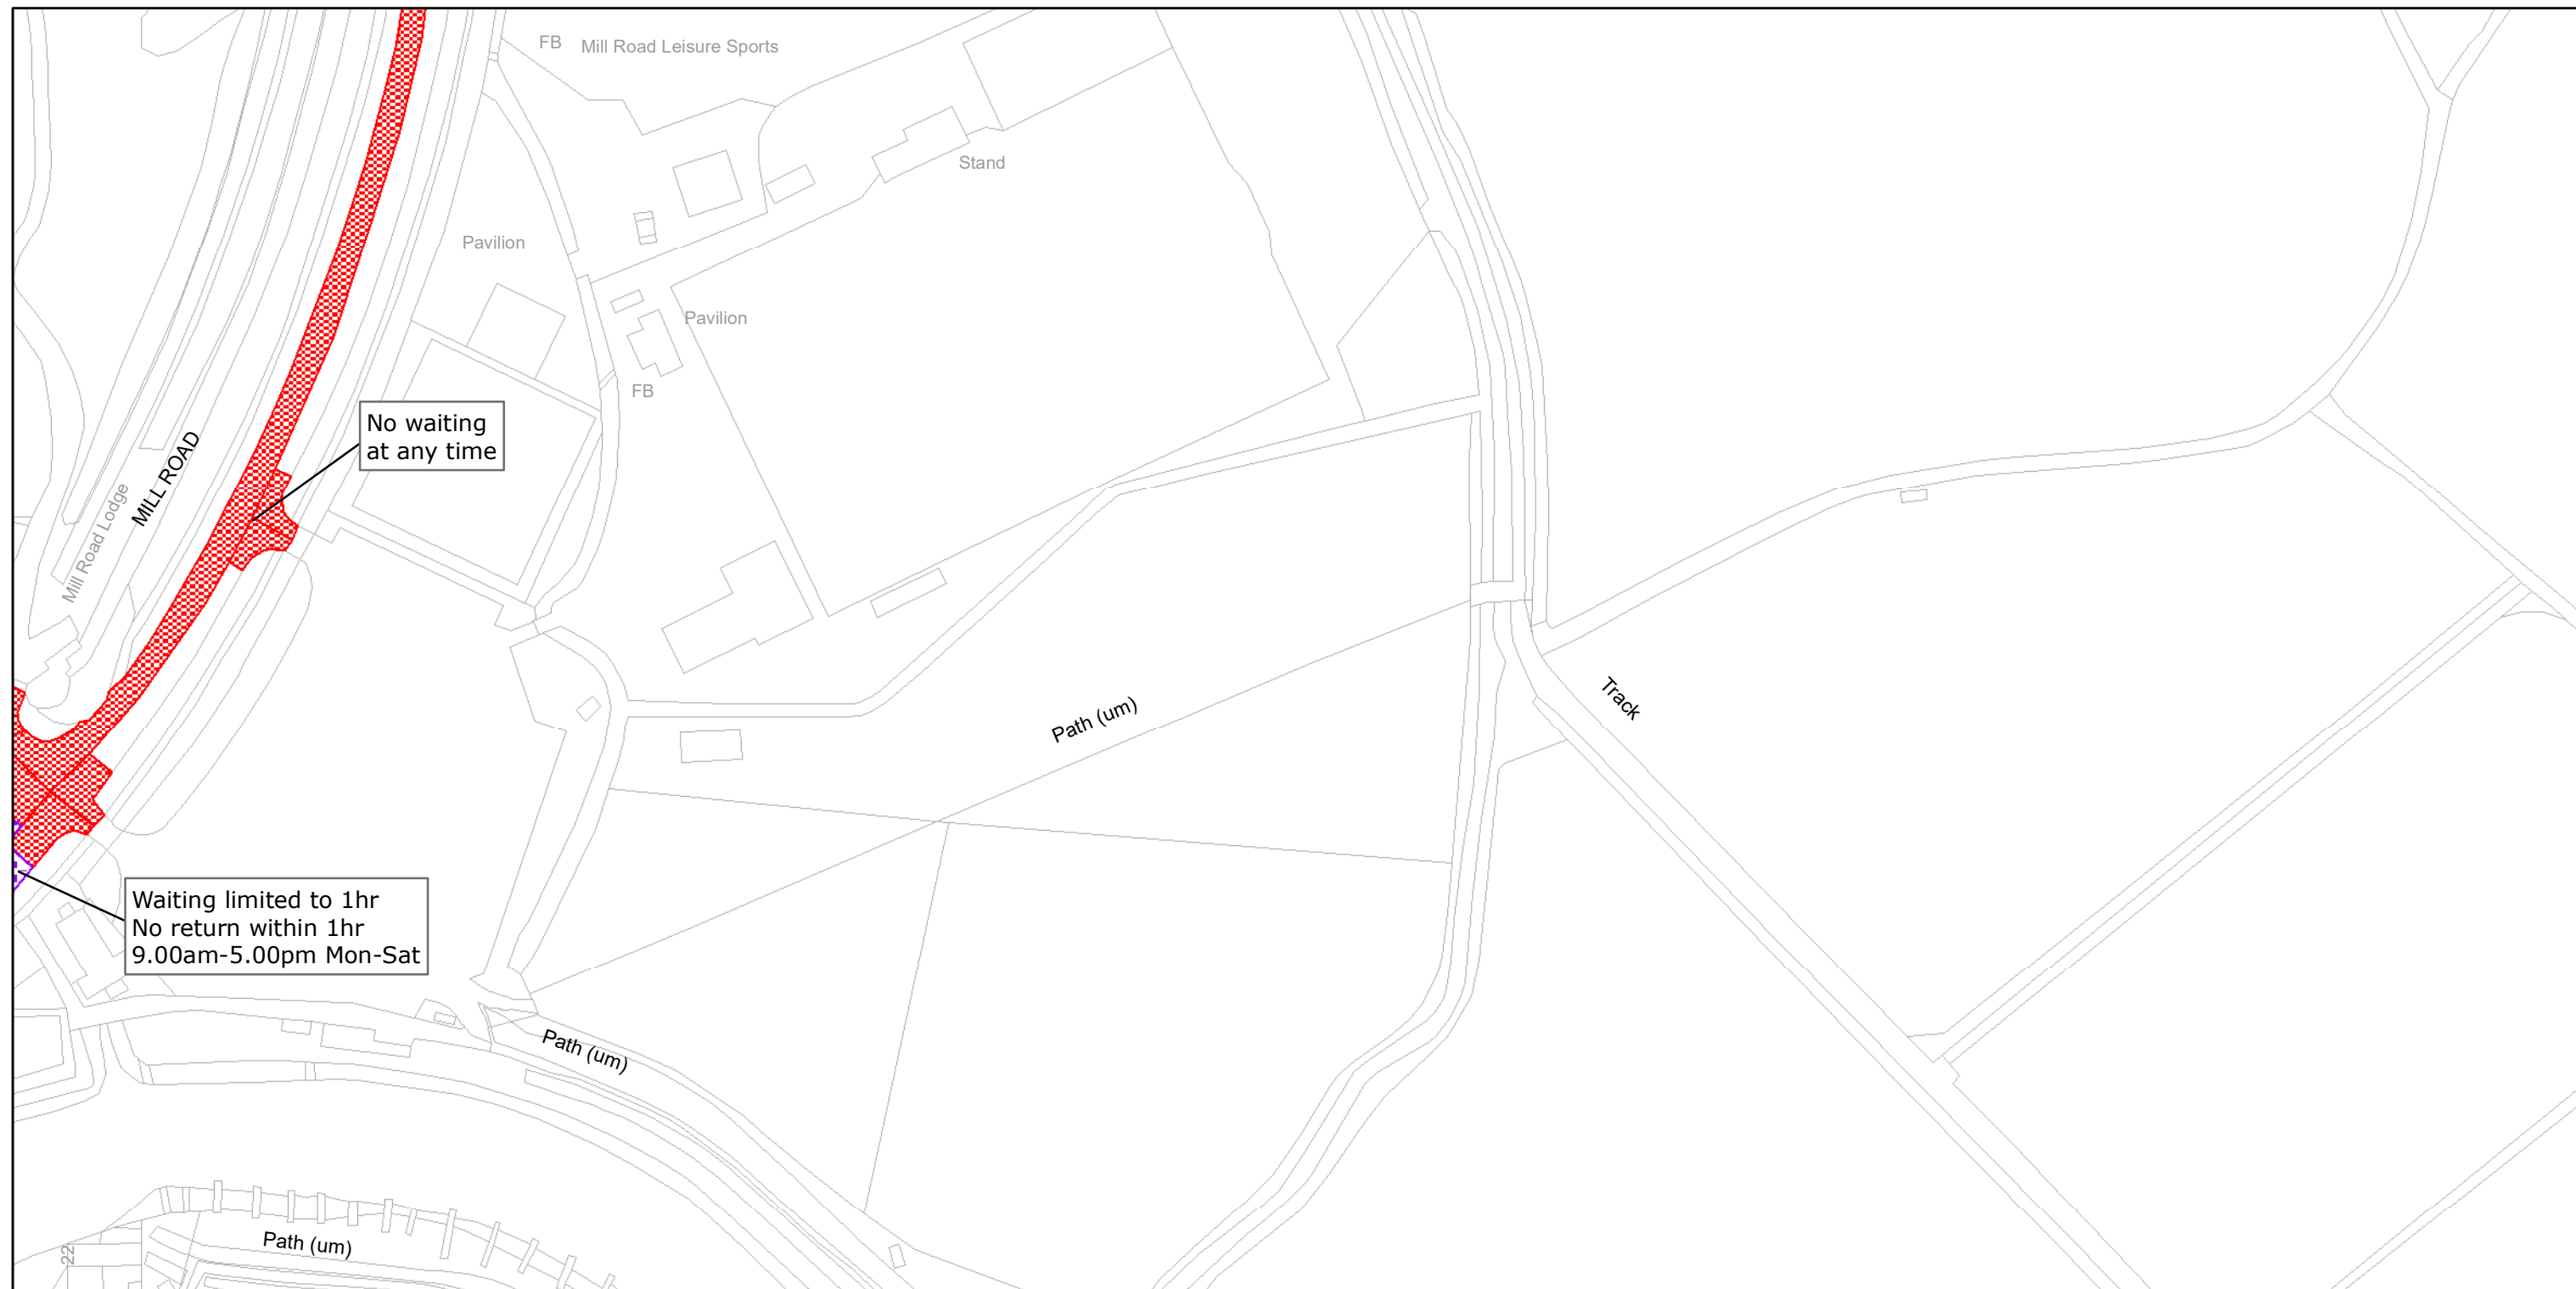 FB
Mill Road Leisure Sports
Stand
Pavilion
Pavilion
FB
No waiting
at any time
MILL ROAD
Mill Road Lodge
Track
Path (um)
Waiting limited to 1hr
No return within 1hr
9.00am-5.00pm Mon-Sat
Path (um)
Path (um)
22